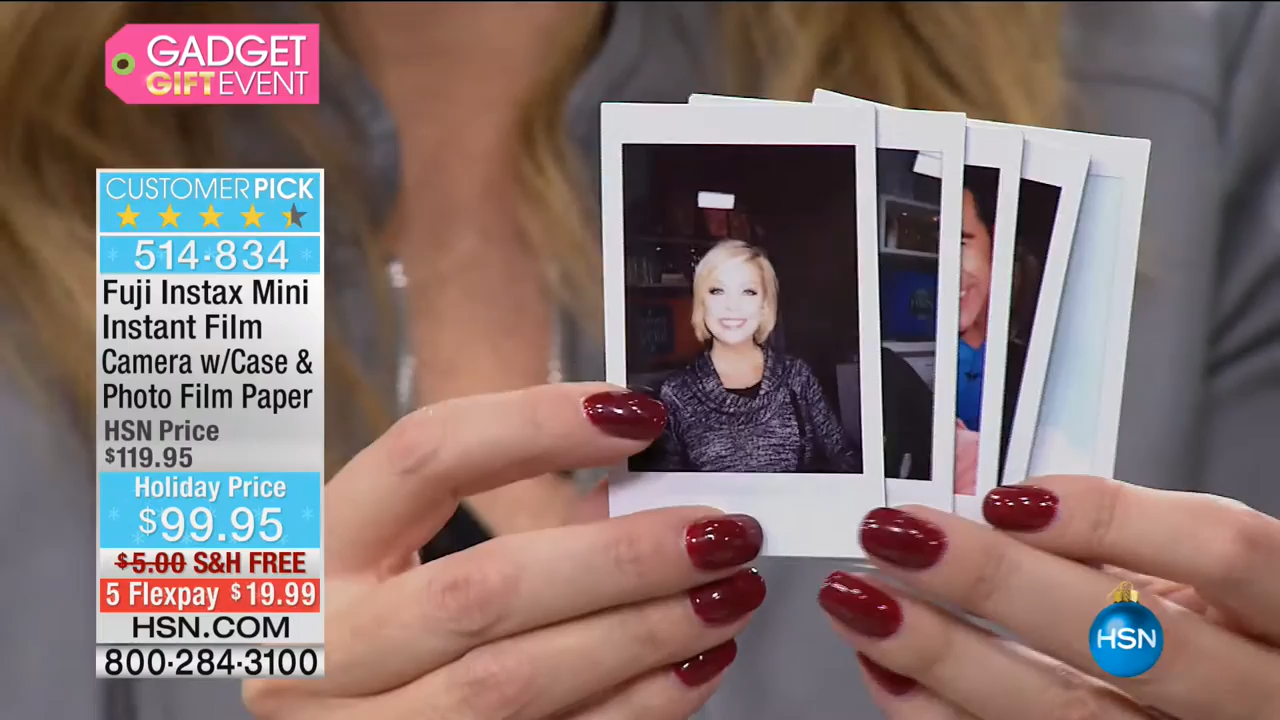 GADGET
GIFT EVENT
CUSTOMER PICK
514-834
Fuji Instax Mini
Instant Film
Camera w/Case &
Photo Film Paper
HSN Price
$119.95
Holiday Price
$99.95
$5.00 S&H FREE
5 Flexpay $19.99
HSN.COM
800-284-3100
HSN